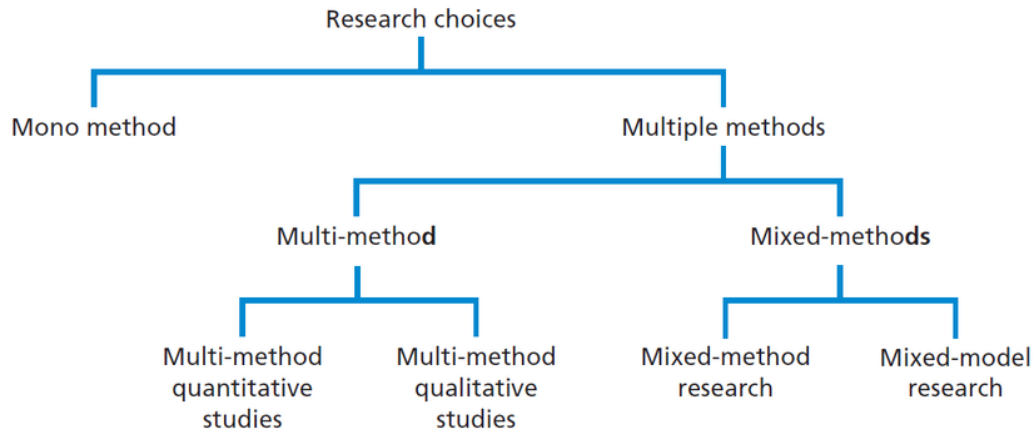 Research choices
Mono method
Multiple methods
Multi-method
Mixed-methods
Multi-method
quantitative
studies
Multi-method
qualitative
studies
Mixed-method
research
Mixed-model
research